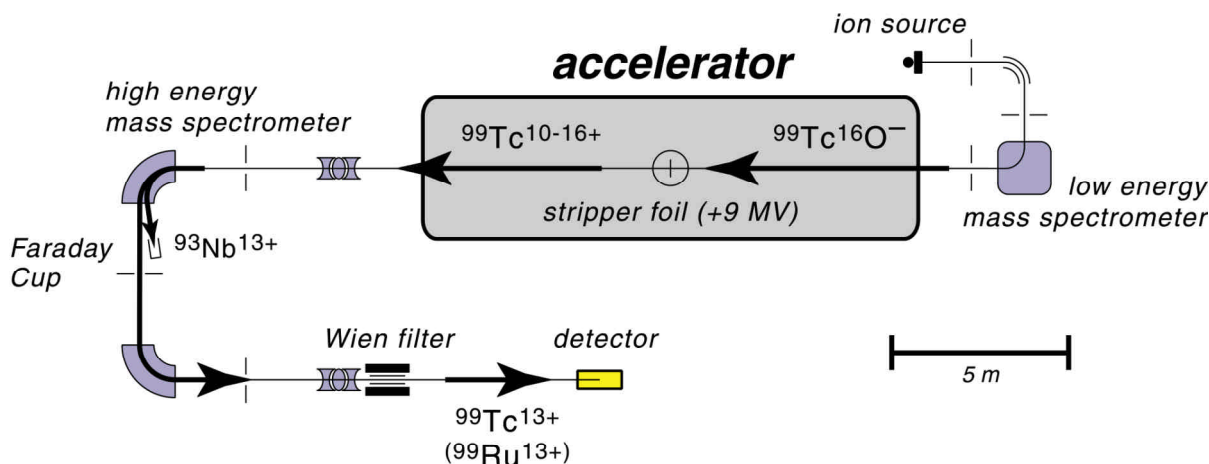 ion source
accelerator
high energy
mass spectrometer
⁹⁹Tc¹⁰⁻¹⁶⁺
⁹⁹Tc¹⁶O⁻
stripper foil (+9 MV)
low energy
mass spectrometer
Faraday
Cup
⁹³Nb¹³⁺
Wien filter
detector
5 m
⁹⁹Tc¹³⁺
(⁹⁹Ru¹³⁺)